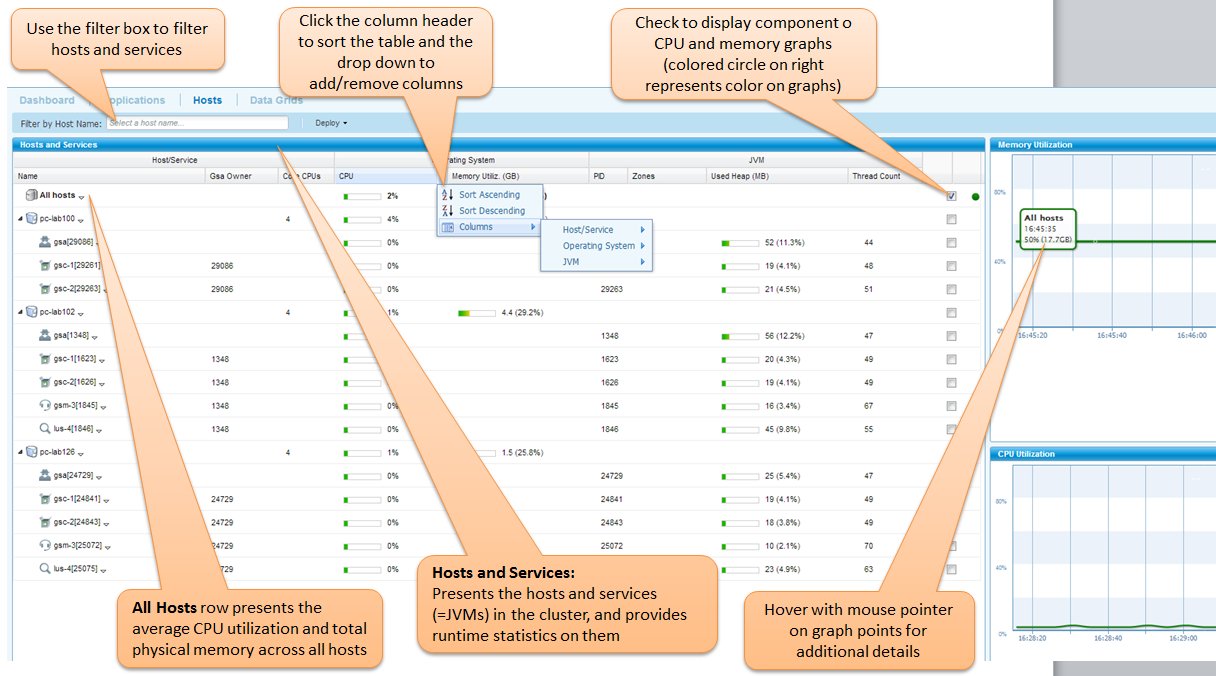 Use the filter box to filter
hosts and services
Click the column header
to sort the table and the
drop down to
add/remove columns
Check to display component o
CPU and memory graphs
(colored circle on right
represents color on graphs)
Dashboard pplications Hosts Data Grids
Filter by Host Name: Select a host name... Deploy
Hosts and Services
Host/Service ating System JVM
Name Gsa Owner Co CPUs CPU Memory Utiliz. (GB) PID Zones Used Heap (MB) Thread Count
All hosts 2% )
pc-lab100 4 4%
gsa[29086] 0% 52 (11.3%) 44
gsc-1[29261] 29086 0% 19 (4.1%) 48
gsc-2[29263] 29086 0% 29263 21 (4.5%) 51
pc-lab102 4 1% 4.4 (29.2%)
gsa[1348] 1348 56 (12.2%) 47
gsc-1[1623] 1348 1623 20 (4.3%) 49
gsc-2[1626] 1348 1626 19 (4.1%) 49
gsm-3[1845] 1348 0% 1845 16 (3.4%) 67
lus-4[1846] 1348 0% 1846 45 (9.8%) 55
pc-lab126 4 1% 1.5 (25.8%)
gsa[24729] 0% 24729 25 (5.4%) 47
gsc-1[24841] 24729 0% 24841 19 (4.1%) 49
gsc-2[24843] 24729 0% 24843 18 (3.8%) 49
gsm-3[25072] 24729 0% 25072 10 (2.1%) 70
lus-4[25075] 729 0% 23 (4.9%) 63
Sort Ascending
Sort Descending
Columns
Host/Service
Operating System
JVM
Memory Utilization
80%
All hosts
16:45:35
50% (17.7GB)
40%
0%
16:45:20 16:45:40 16:46:00
CPU Utilization
80%
40%
0%
16:28:20 16:28:40 16:29:00
All Hosts row presents the
average CPU utilization and total
physical memory across all hosts
Hosts and Services:
Presents the hosts and services
(=JVMs) in the cluster, and provides
runtime statistics on them
Hover with mouse pointer
on graph points for
additional details